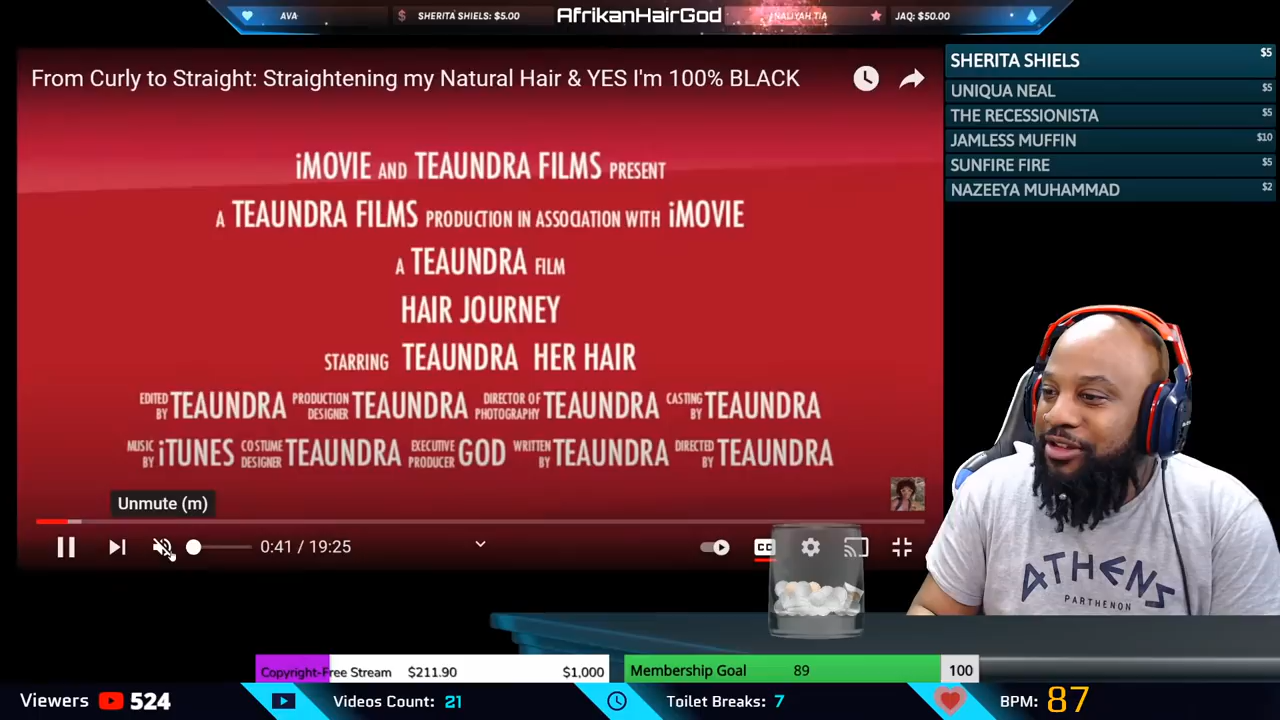 AVA
$ SHERITA SHIELS: $5.00
AfrikanHairGod
NALIYAH TIA
JAQ: $50.00
From Curly to Straight: Straightening my Natural Hair & YES I'm 100% BLACK
iMOVIE AND TEAUNDRA FILMS PRESENT
A TEAUNDRA FILMS PRODUCTION IN ASSOCIATION WITH iMOVIE
A TEAUNDRA FILM
HAIR JOURNEY
STARRING TEAUNDRA HER HAIR
EDITED BY TEAUNDRA PRODUCTION DESIGNER TEAUNDRA DIRECTOR OF PHOTOGRAPHY TEAUNDRA CASTING BY TEAUNDRA
MUSIC BY iTUNES COSTUME DESIGNER TEAUNDRA EXECUTIVE PRODUCER GOD WRITTEN BY TEAUNDRA DIRECTED BY TEAUNDRA
Unmute (m)
0:41 / 19:25
CC
SHERITA SHIELS $5
UNIQUA NEAL $5
THE RECESSIONISTA $5
JAMLESS MUFFIN $10
SUNFIRE FIRE $5
NAZEEYA MUHAMMAD $2
ATHENS
PARTHENON
Copyright-Free Stream $211.90 $1,000
Membership Goal 89 100
Viewers 524
Videos Count: 21
Toilet Breaks: 7
BPM: 87